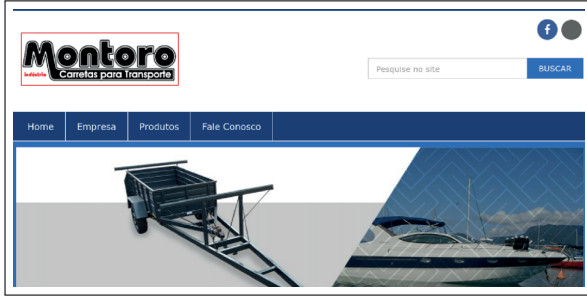 Montoro
indústria Carretas para Transporte
Pesquise no site
BUSCAR
Home
Empresa
Produtos
Fale Conosco